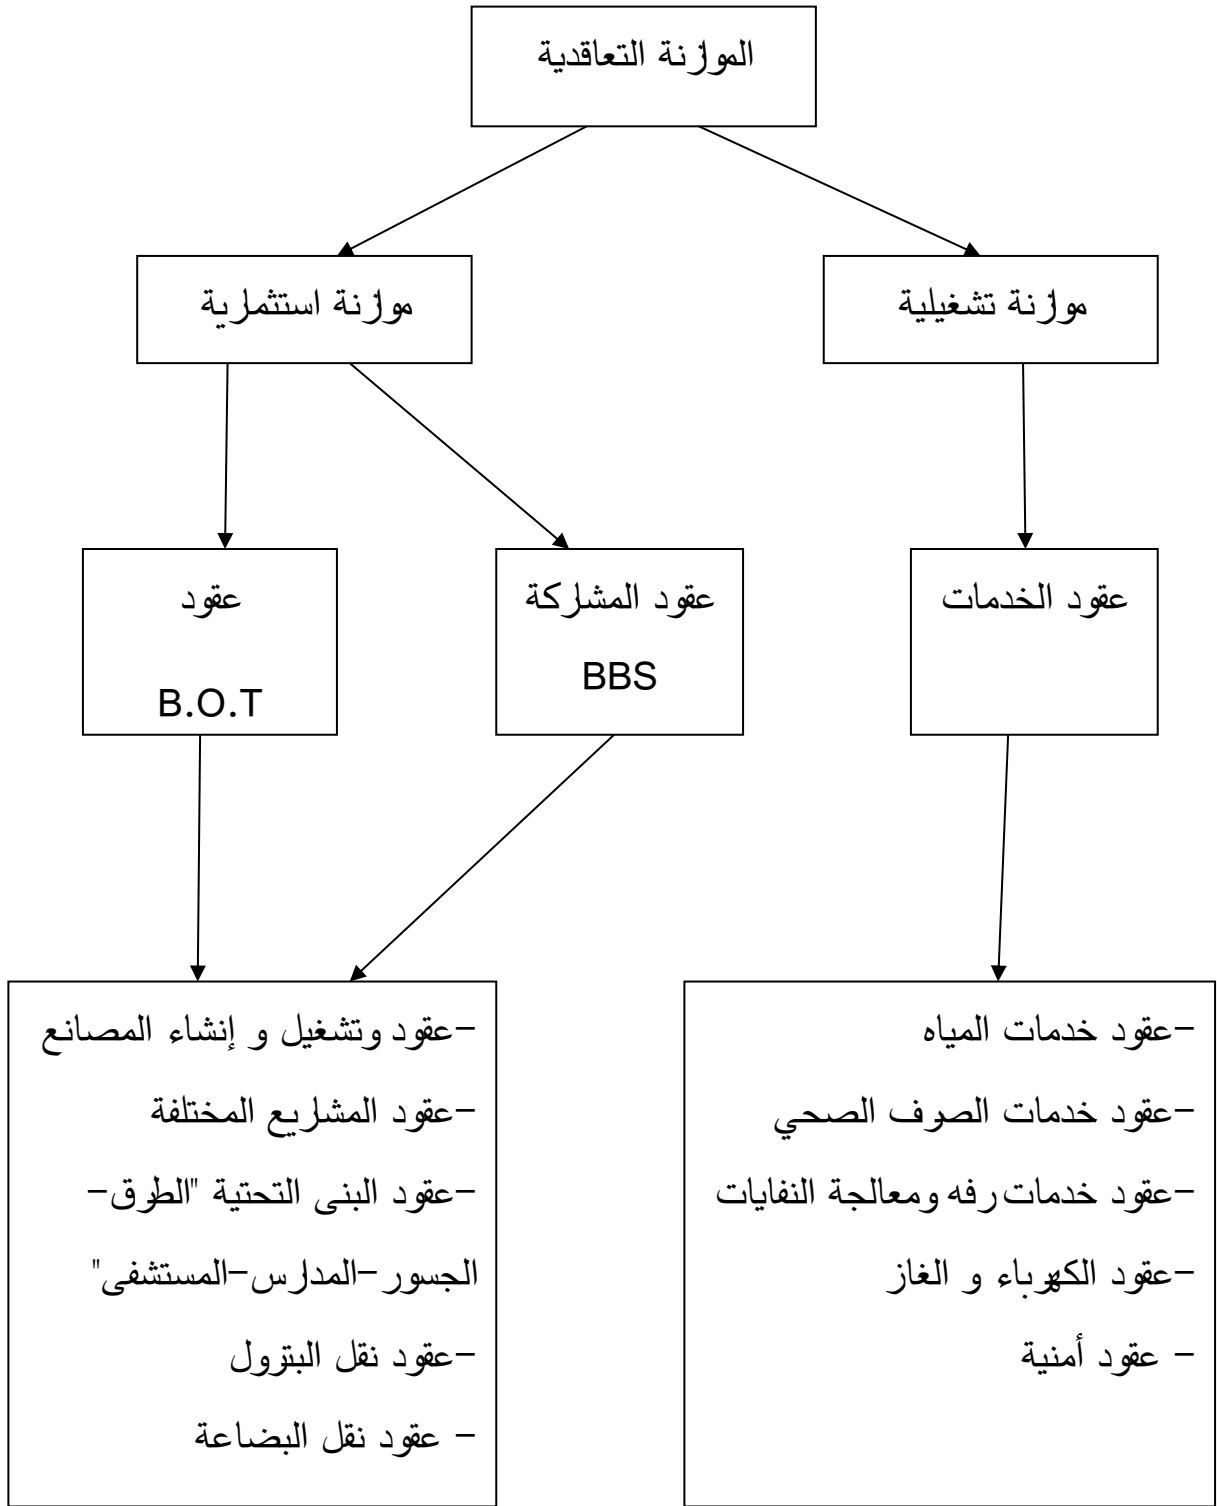 الموازنة التعاقدية
موازنة تشغيلية
موازنة استثمارية
عقود الخدمات
عقود المشاركة
BBS
عقود
B.O.T
-عقود خدمات المياه
-عقود خدمات الصرف الصحي
-عقود خدمات رفه ومعالجة النفايات
-عقود الكهرباء و الغاز
- عقود أمنية
-عقود وتشغيل و إنشاء المصانع
-عقود المشاريع المختلفة
-عقود البنى التحتية "الطرق-
الجسور-المدارس-المستشفى"
-عقود نقل البترول
- عقود نقل البضاعة